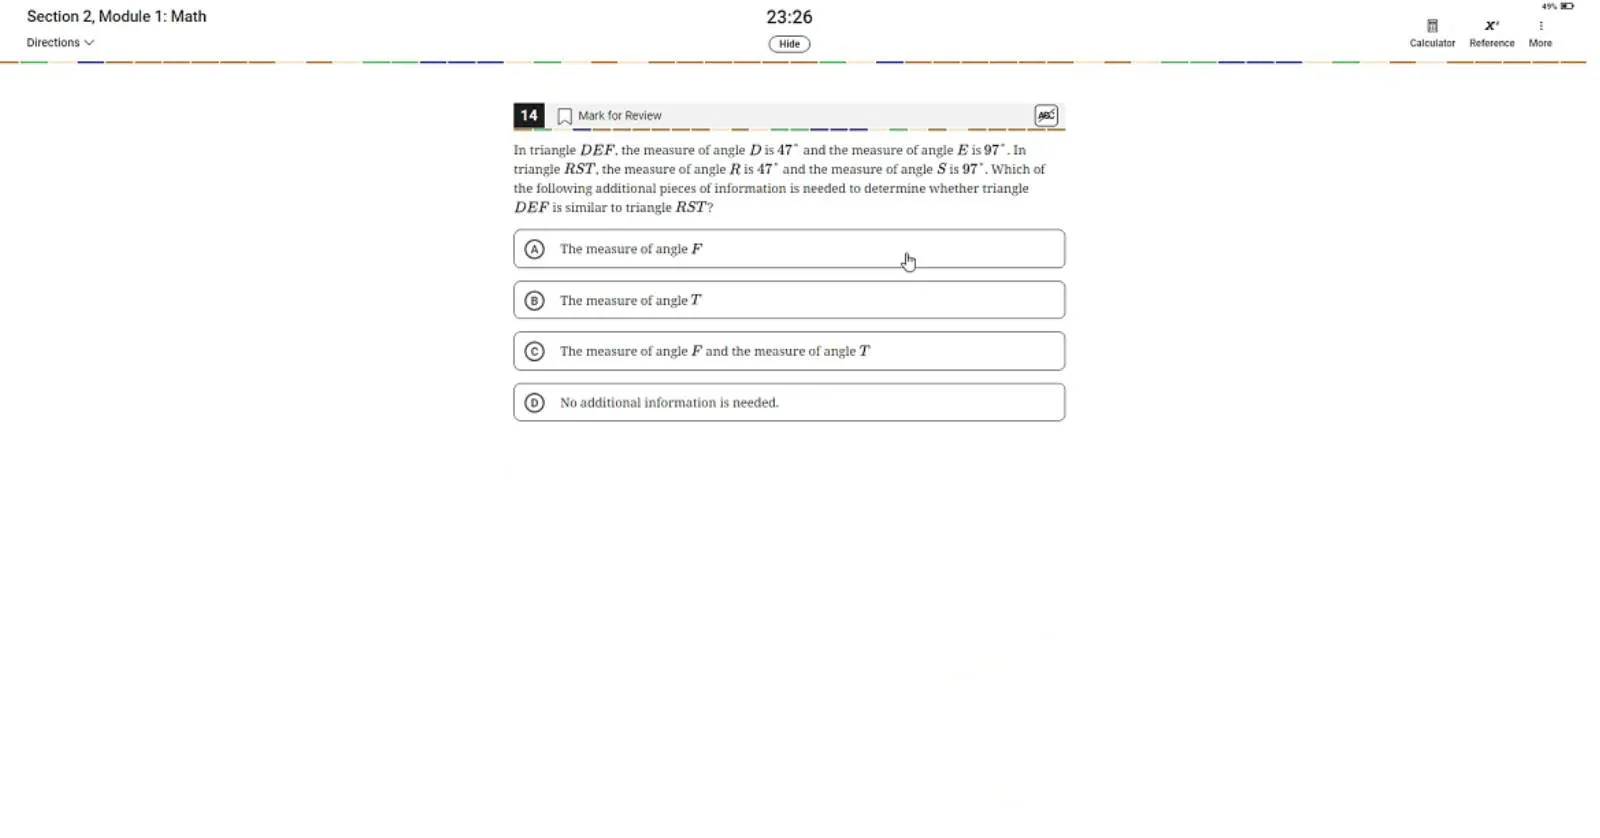 Section 2, Module 1: Math
23:26
49%
Directions
Hide
Calculator
Reference
More
14
Mark for Review
ABC
In triangle DEF, the measure of angle D is 47° and the measure of angle E is 97°. In
triangle RST, the measure of angle R is 47° and the measure of angle S is 97°. Which of
the following additional pieces of information is needed to determine whether triangle
DEF is similar to triangle RST?
A The measure of angle F
B The measure of angle T
C The measure of angle F and the measure of angle T
D No additional information is needed.